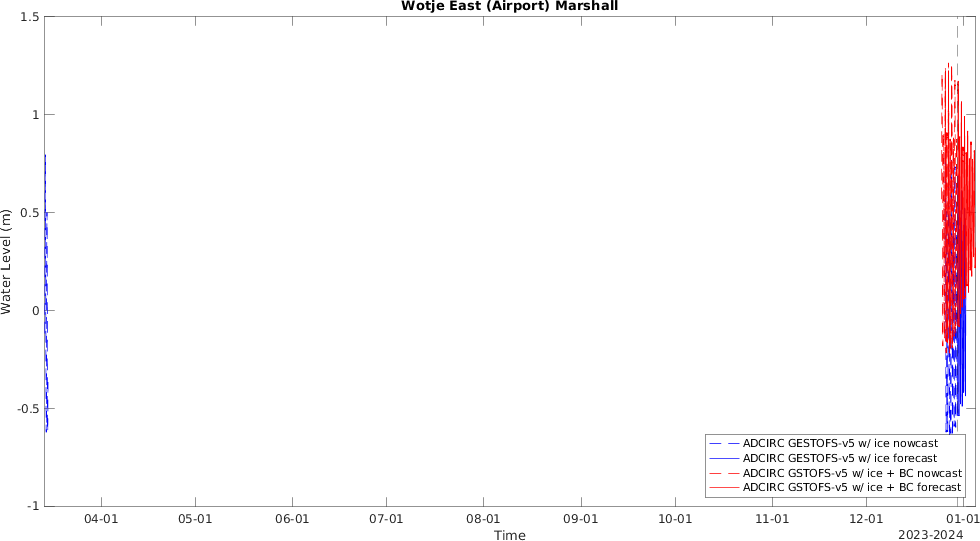 Wotje East (Airport) Marshall
1.5
1
0.5
0
-0.5
-1
Water Level (m)
04-01
05-01
06-01
07-01
08-01
09-01
10-01
11-01
12-01
01-01
Time
2023-2024
ADCIRC GESTOFS-v5 w/ ice nowcast
ADCIRC GESTOFS-v5 w/ ice forecast
ADCIRC GSTOFS-v5 w/ ice + BC nowcast
ADCIRC GSTOFS-v5 w/ ice + BC forecast